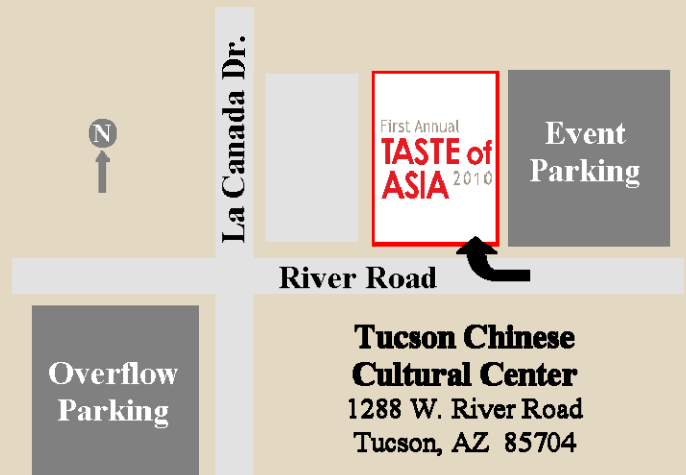 N
La Canada Dr.
First Annual
TASTE of
ASIA 2010
Event
Parking
River Road
Overflow
Parking
Tucson Chinese
Cultural Center
1288 W. River Road
Tucson, AZ 85704